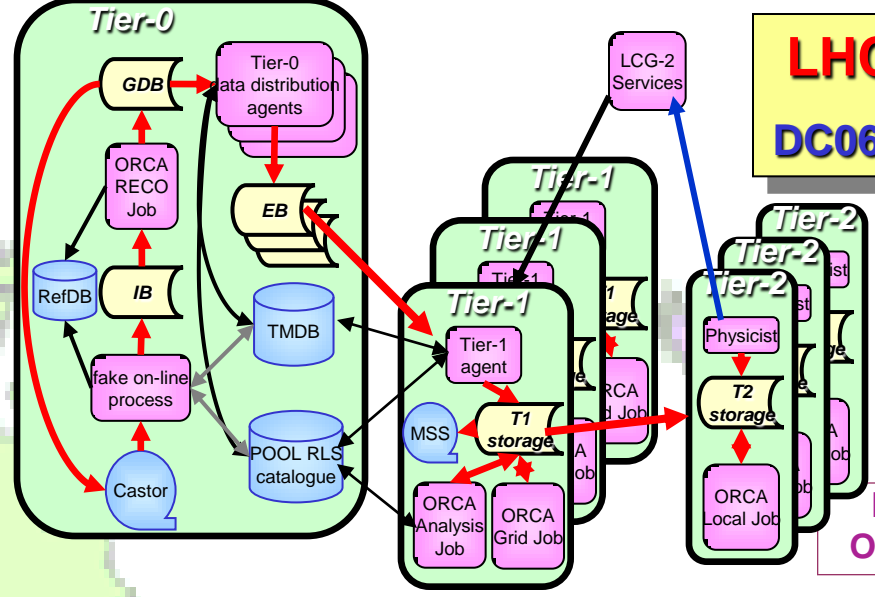 Tier-0
GDB
Tier-0
data distribution
agents
ORCA
RECO
Job
EB
RefDB
IB
TMDB
fake on-line
process
POOL RLS
catalogue
Castor
LCG-2
Services
DC06
Tier-1
Tier-1
Tier-1
Tier-1
Tier-1
agent
MSS
T1
storage
ORCA
Analysis
Job
ORCA
Grid Job
Tier-2
Tier-2
Tier-2
Physicist
T2
storage
ORCA
Local Job